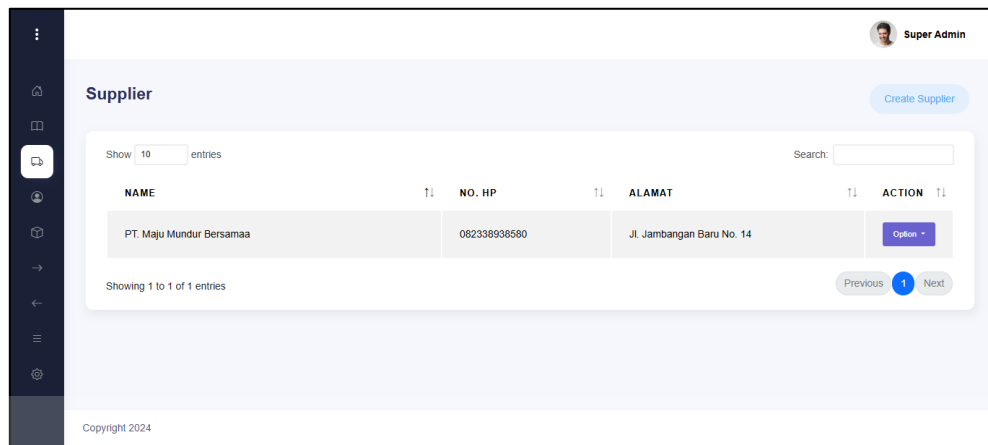 Super Admin
Supplier
Create Supplier
Show 10 entries
Search:
NAME NO. HP ALAMAT ACTION
PT. Maju Mundur Bersamaa 082338938580 Jl. Jambangan Baru No. 14 Option
Showing 1 to 1 of 1 entries
Previous 1 Next
Copyright 2024